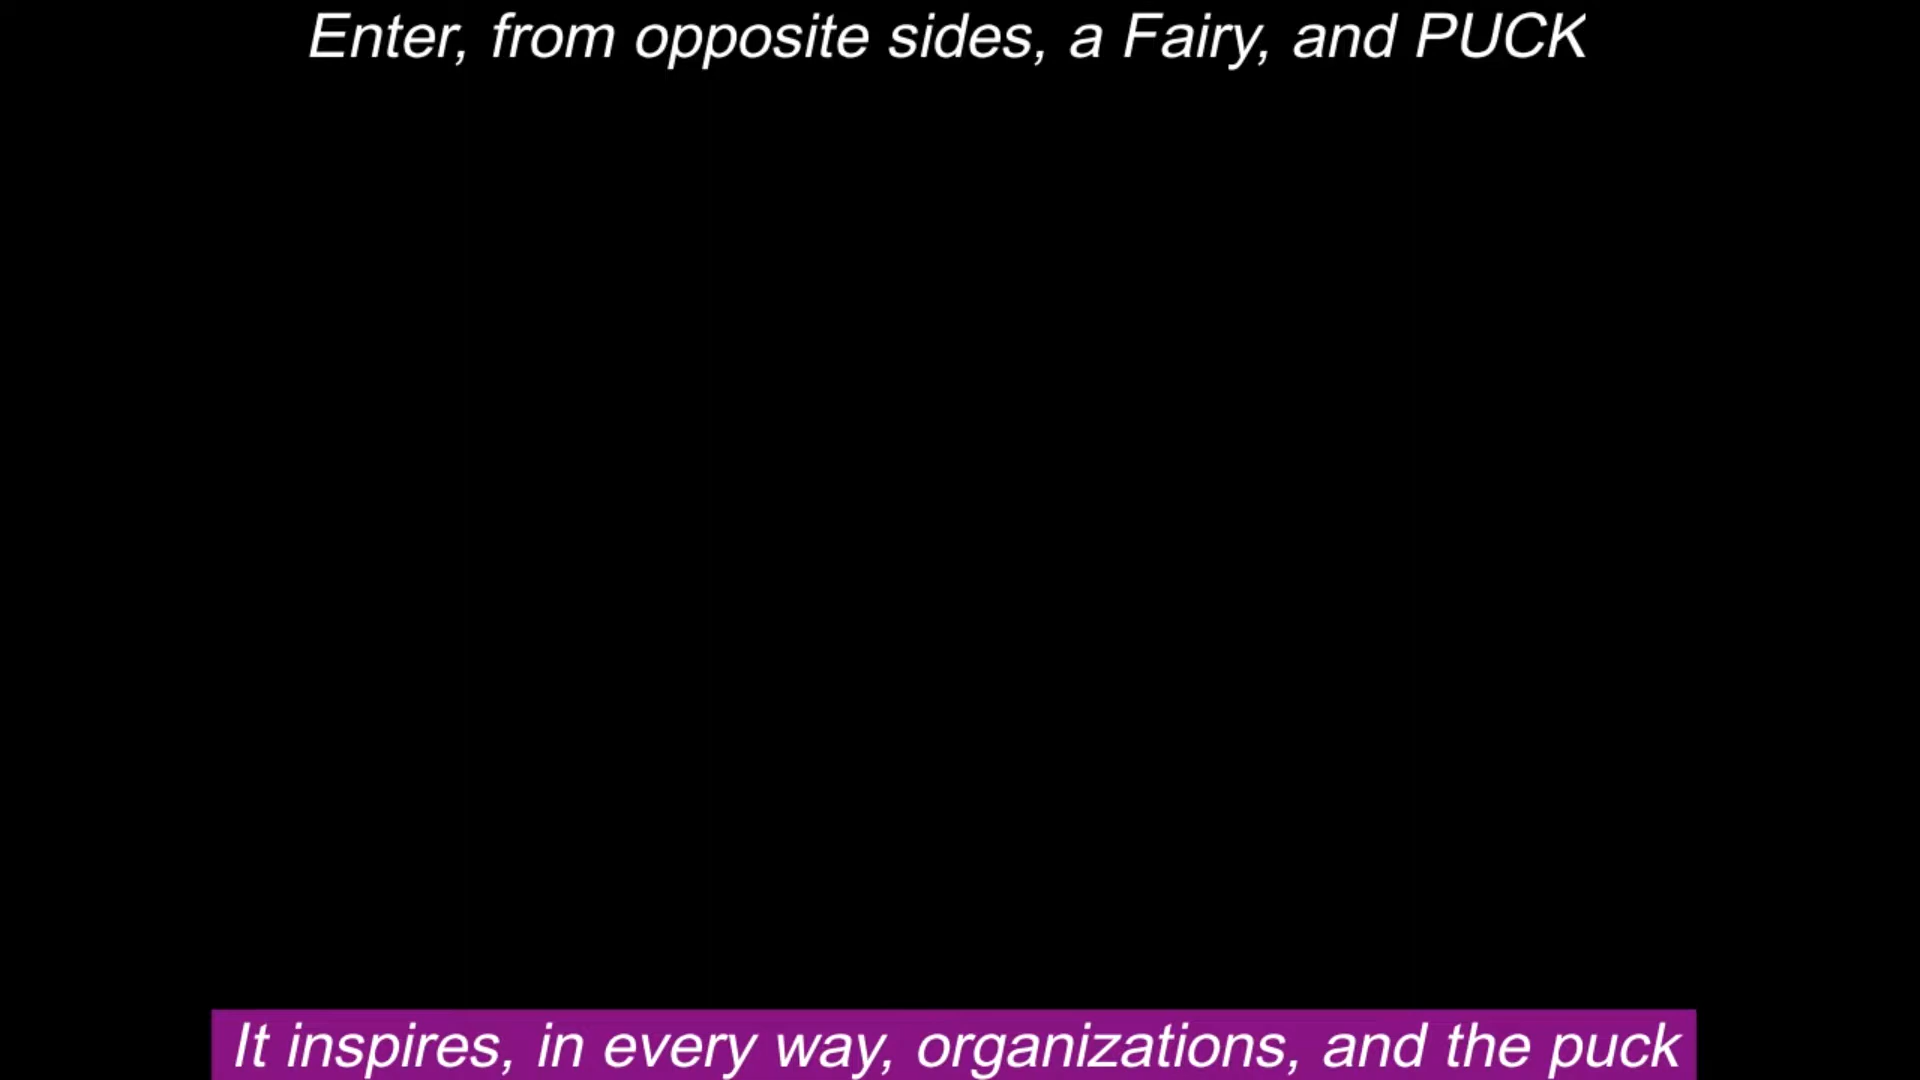 Enter, from opposite sides, a Fairy, and PUCK
It inspires, in every way, organizations, and the puck